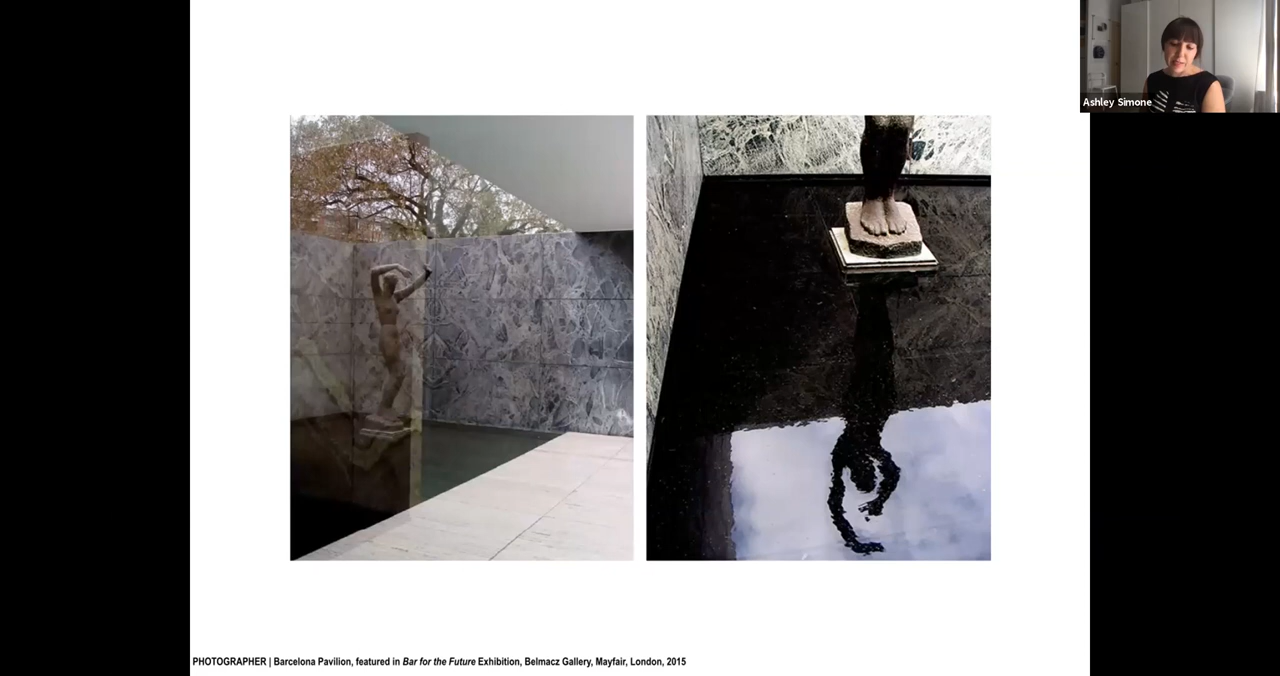 Ashley Simone
PHOTOGRAPHER | Barcelona Pavilion, featured in Bar for the Future Exhibition, Belmacz Gallery, Mayfair, London, 2015